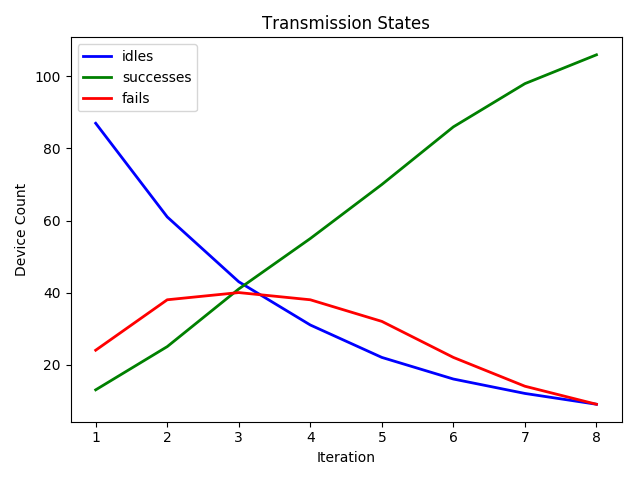 Transmission States
idles
successes
fails
Device Count
100
80
60
40
20
1 2 3 4 5 6 7 8
Iteration